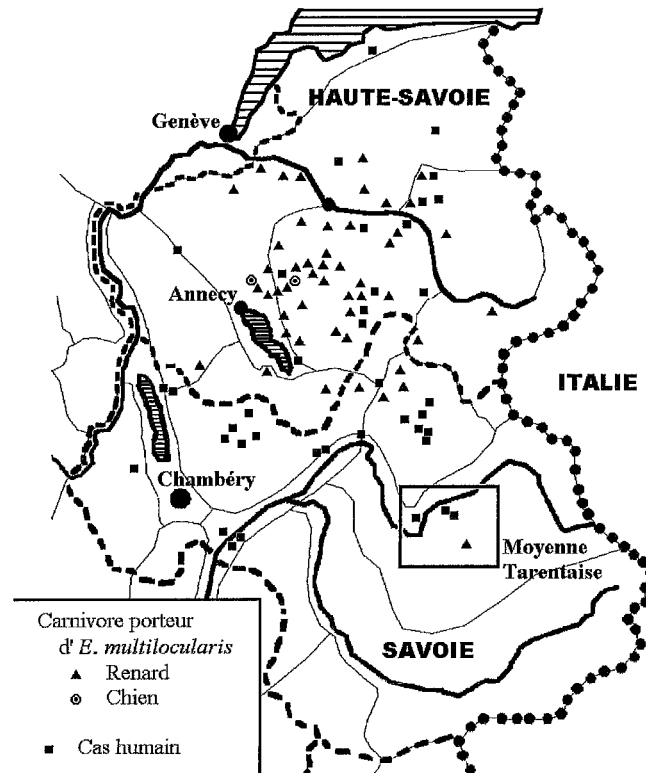 HAUTE-SAVOIE
Genève
Annecy
ITALIE
Chambéry
Moyenne
Tarentaise
SAVOIE
Carnivore porteur
d' E. multilocularis
Renard
Chien
Cas humain